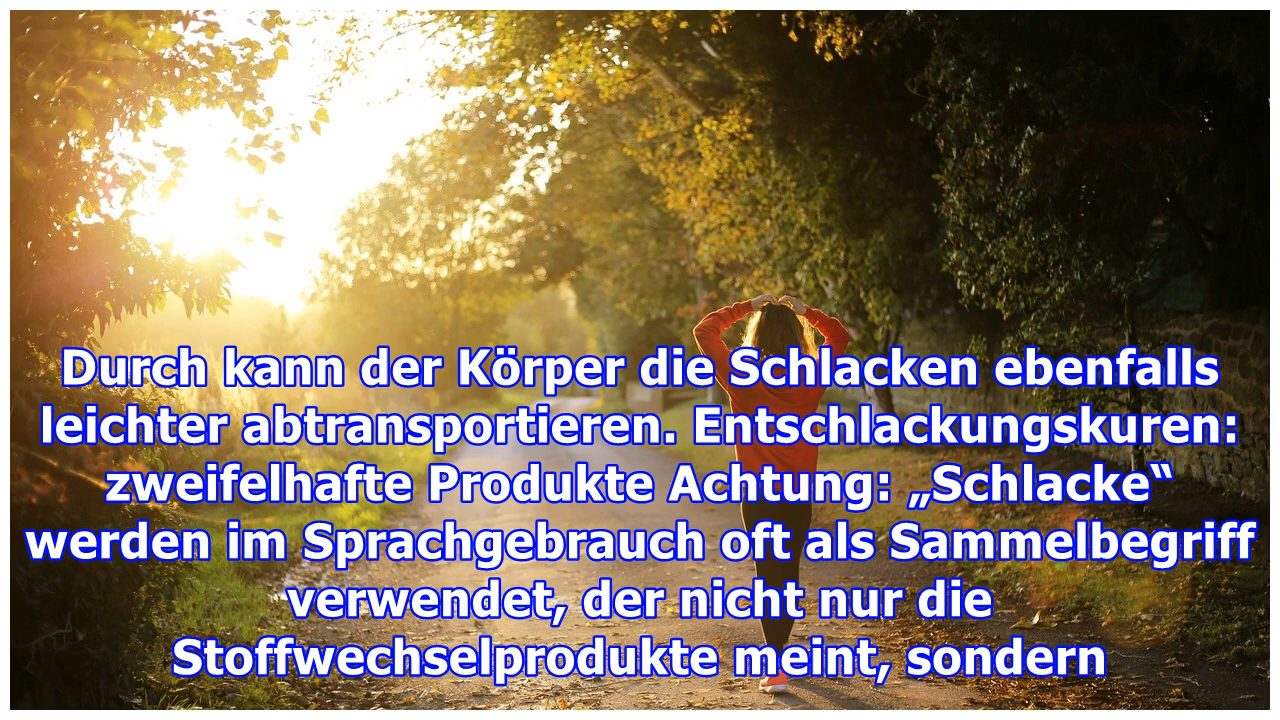 Durch kann der Körper die Schlacken ebenfalls
leichter abtransportieren. Entschlackungskuren:
zweifelhafte Produkte Achtung: „Schlacke“
werden im Sprachgebrauch oft als Sammelbegriff
verwendet, der nicht nur die
Stoffwechselprodukte meint, sondern